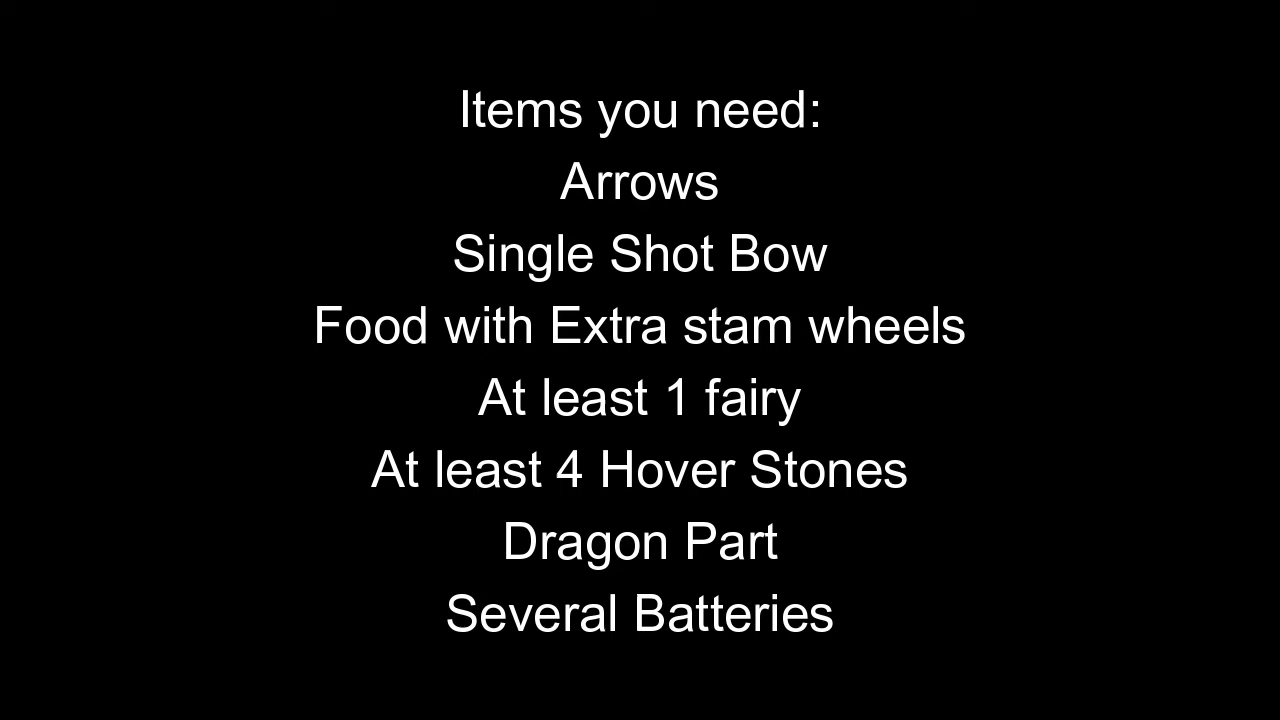 Items you need:
Arrows
Single Shot Bow
Food with Extra stam wheels
At least 1 fairy
At least 4 Hover Stones
Dragon Part
Several Batteries